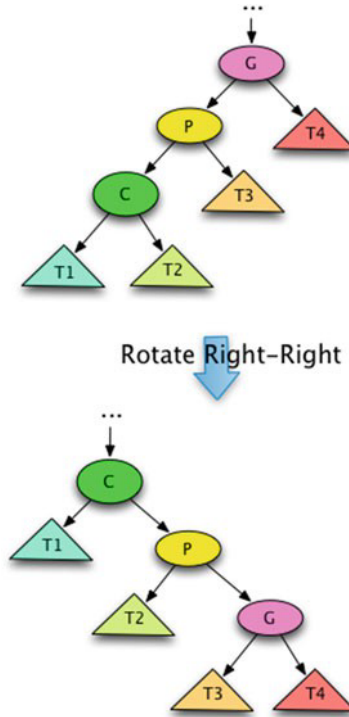 ...
G
P
T4
C
T3
T1 T2
Rotate Right-Right
...
C
T1
P
T2
G
T3 T4